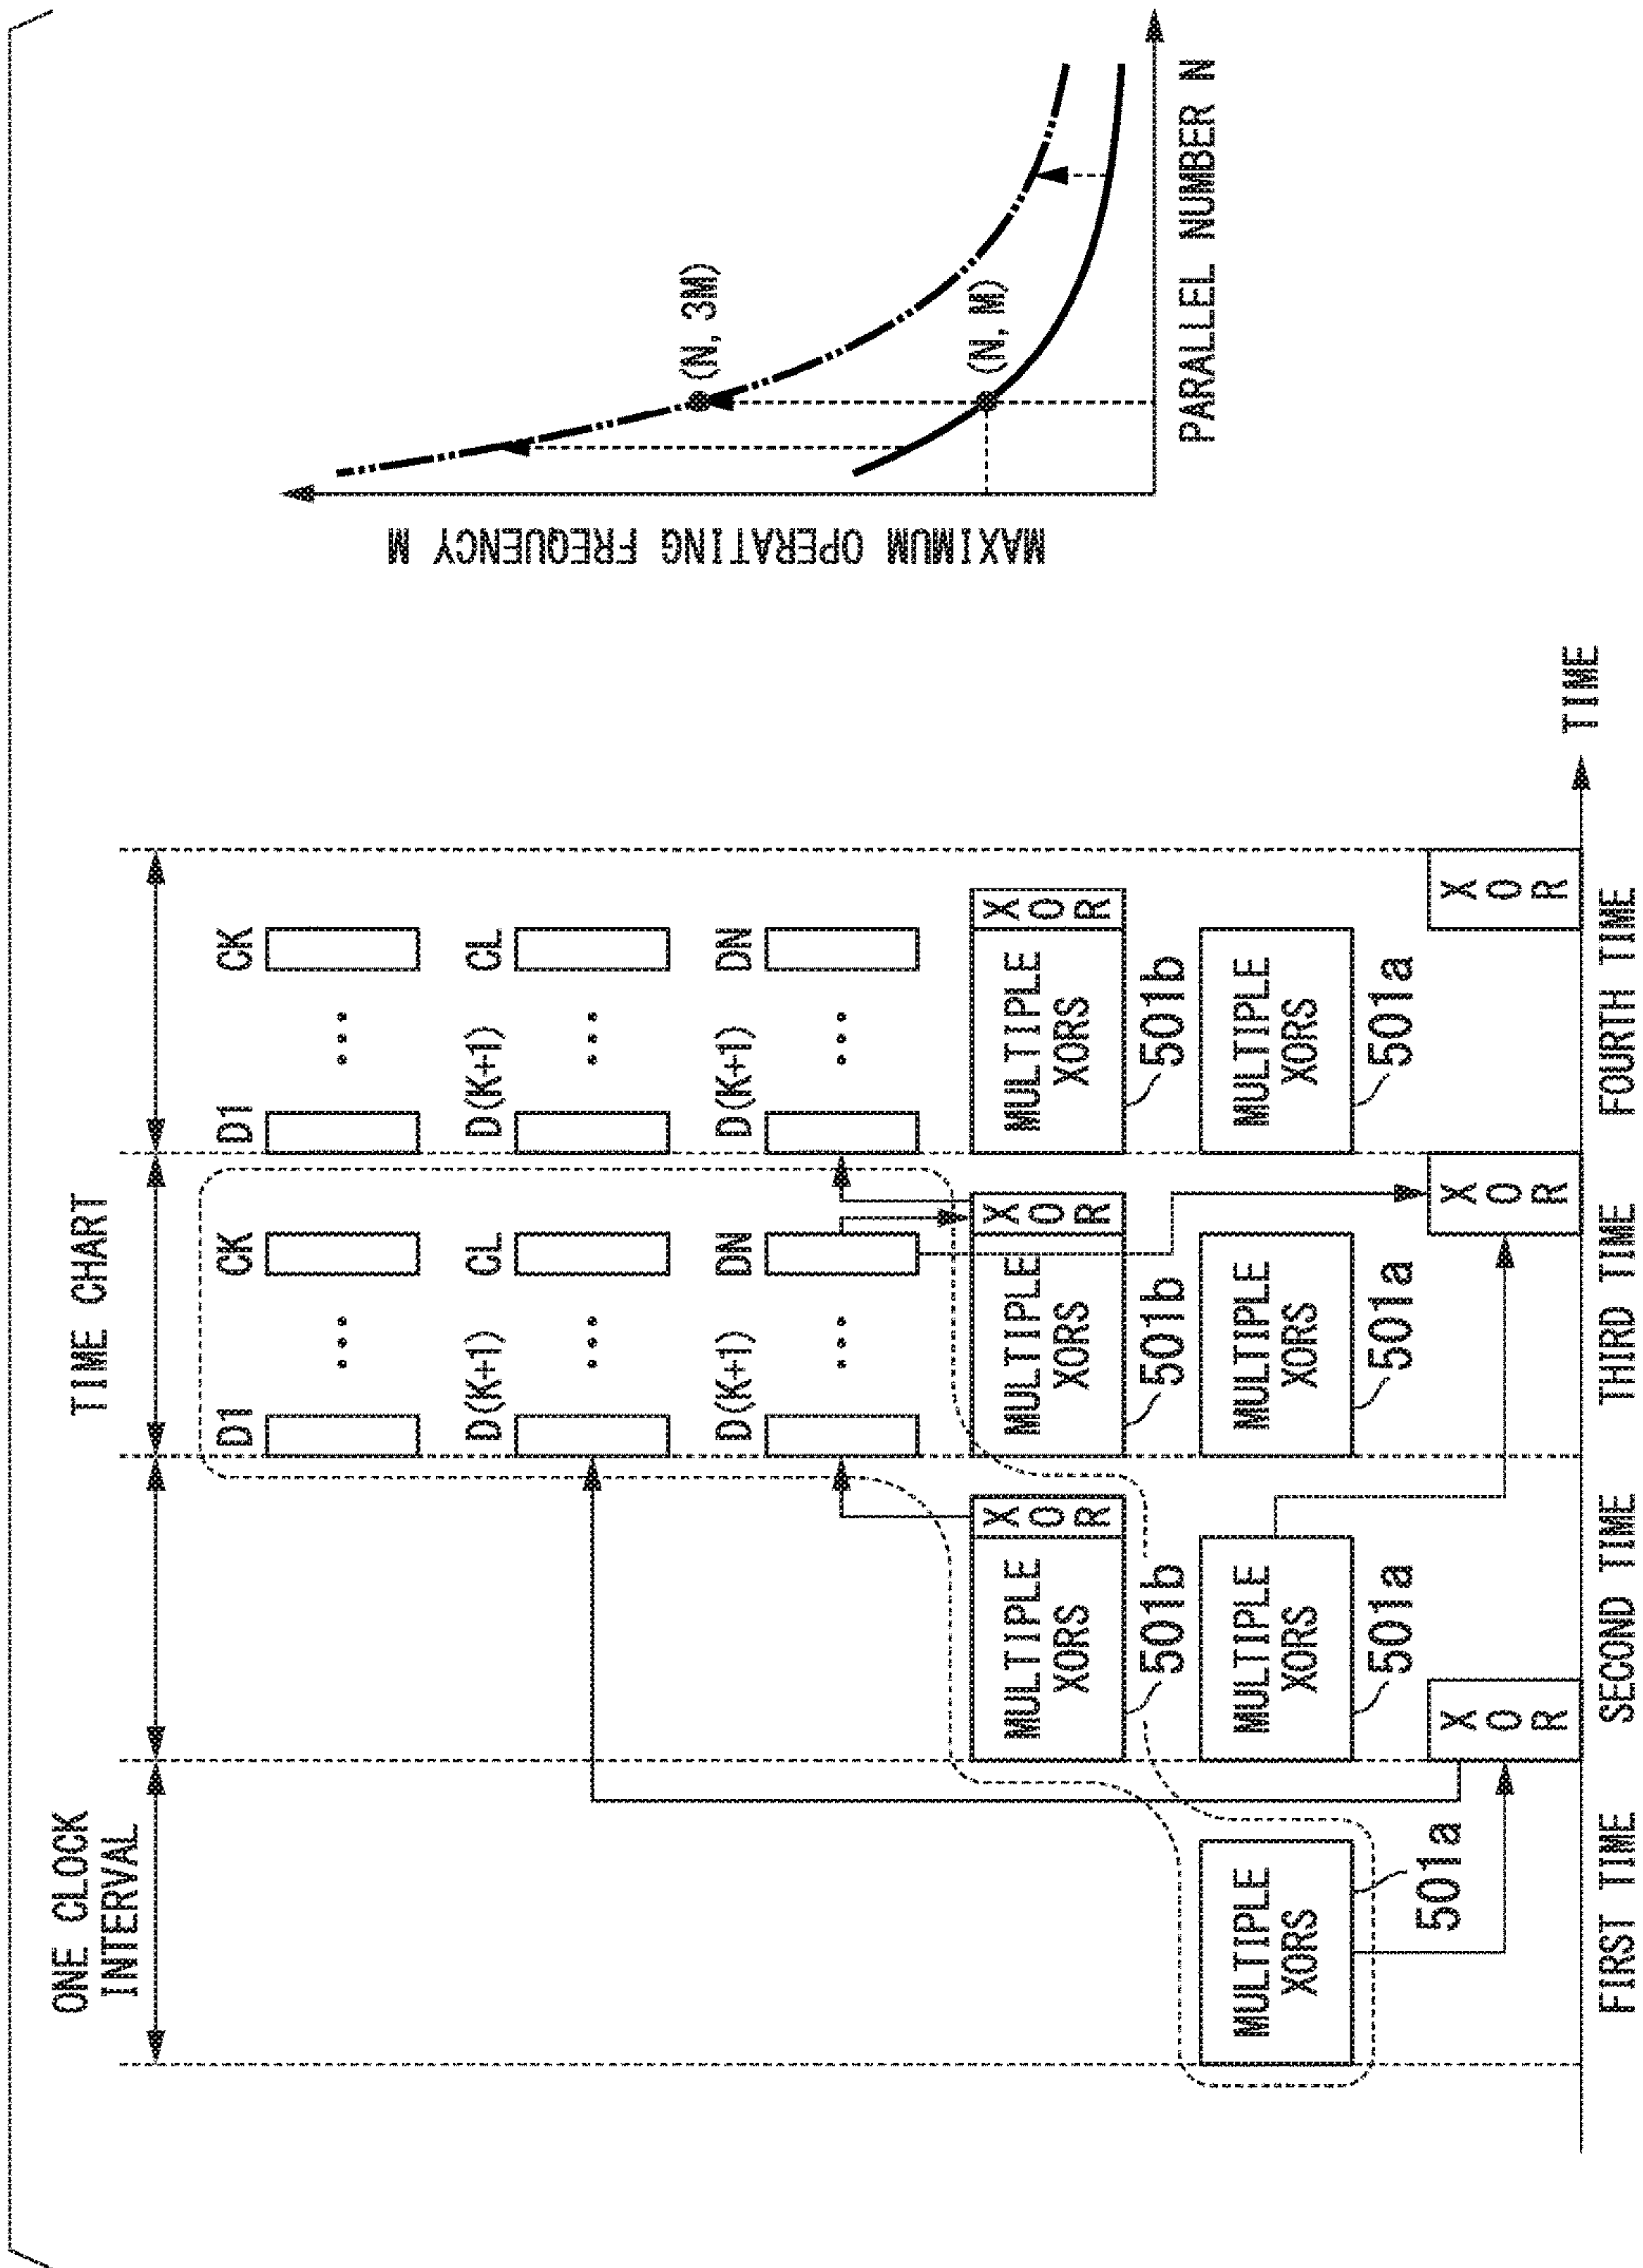 ONE CLOCK
INTERVAL
TIME CHART
D1
CK
D1
CK
D(K+1)
CL
D(K+1)
CL
D(K+1)
DN
D(K+1)
DN
MULTIPLE
XORS
XOR
501b
MULTIPLE
XORS
XOR
501b
MULTIPLE
XORS
XOR
501b
MULTIPLE
XORS
501a
MULTIPLE
XORS
501a
MULTIPLE
XORS
501a
MULTIPLE
XORS
501a
XOR
XOR
XOR
TIME
FIRST TIME
SECOND TIME
THIRD TIME
FOURTH TIME
MAXIMUM OPERATING FREQUENCY M
(N, 3M)
(N, M)
PARALLEL NUMBER N